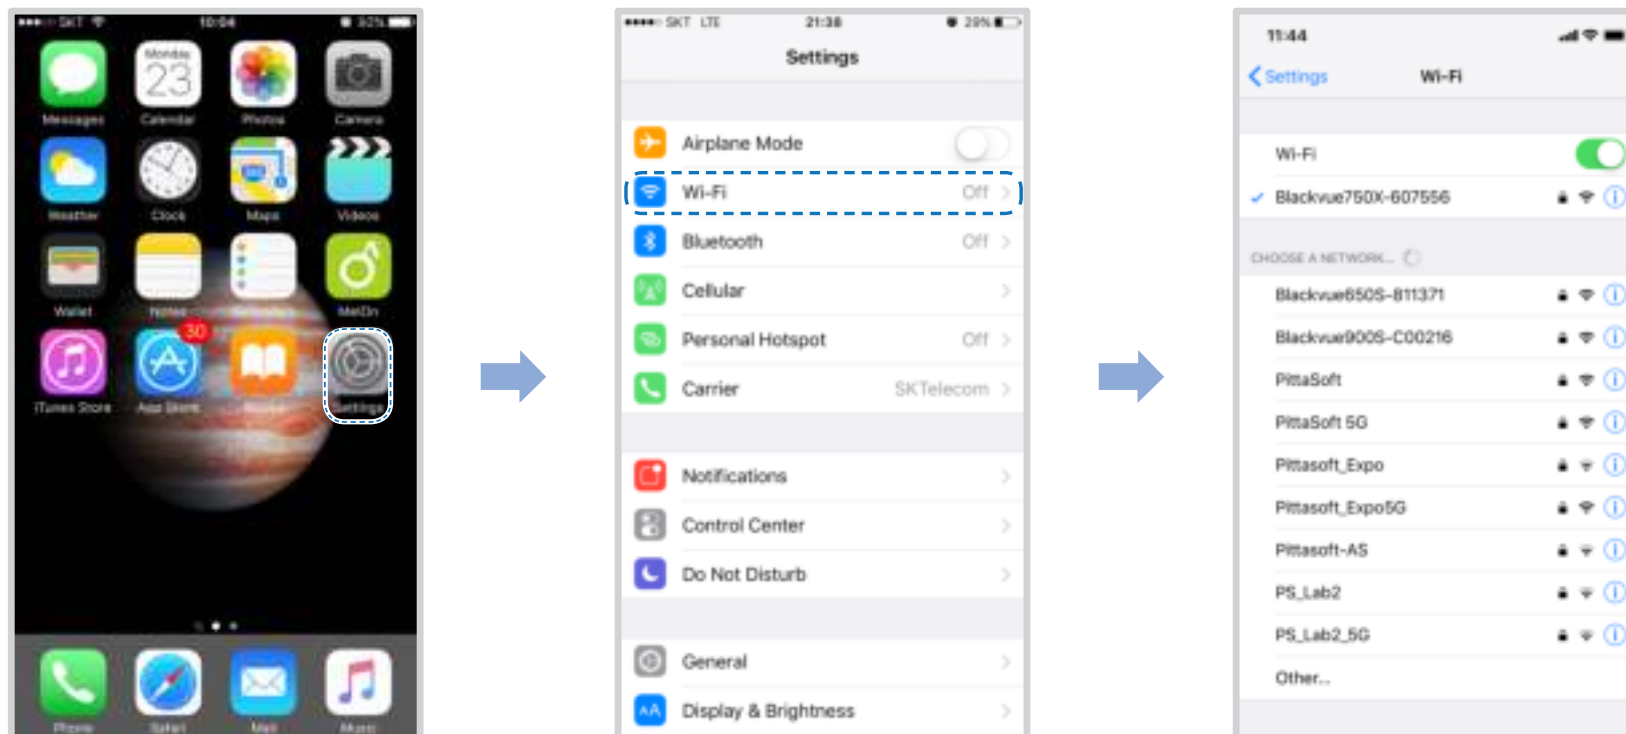 SKT 10:04
Monday
23
Messages Calendar Photos Camera
Weather Clock Maps Videos
Wallet Notes MelOn
30
iTunes Store App Store Settings
Phone Safari Mail Music
SKT LTE 21:38 29%
Settings
Airplane Mode
Wi-Fi Off
Bluetooth Off
Cellular
Personal Hotspot Off
Carrier SKTelecom
Notifications
Control Center
Do Not Disturb
General
AA Display & Brightness
11:44
Settings Wi-Fi
Wi-Fi
Blackvue750X-607556
CHOOSE A NETWORK...
Blackvue650S-811371
Blackvue900S-C00216
PittaSoft
PittaSoft 5G
Pittasoft_Expo
Pittasoft_Expo5G
Pittasoft-AS
PS_Lab2
PS_Lab2_5G
Other...